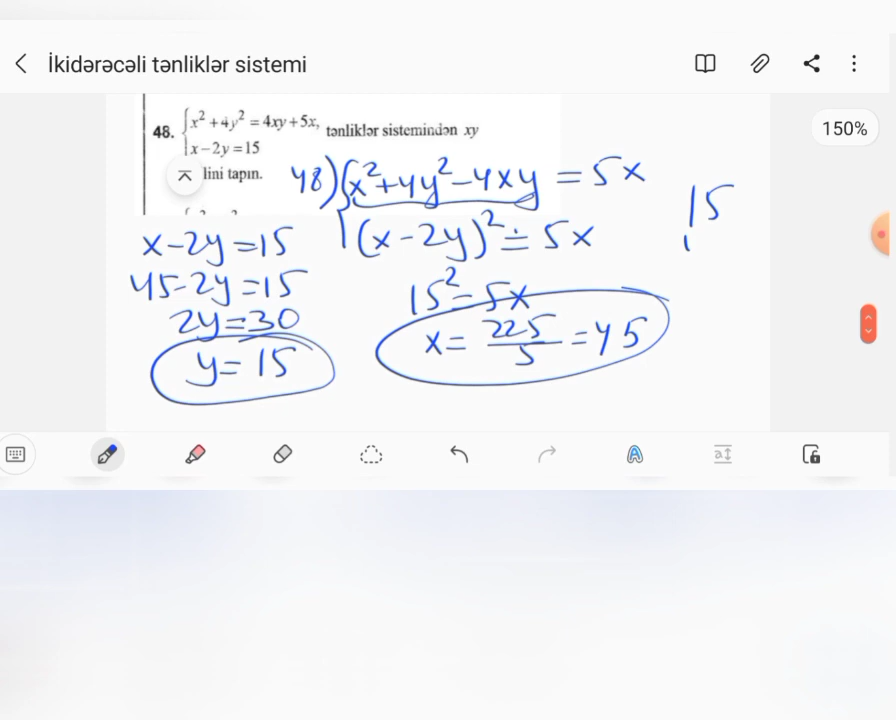 İkidərəcəli tənliklər sistemi
150%
48. x² + 4y² = 4xy + 5x, tənliklər sistemindən xy
x − 2y = 15
lini tapın.
48) x²+4y²−4xy = 5x
(x−2y)² = 5x
15² = 5x
x = 225/5 = 45
x−2y=15
45−2y=15
2y=30
y=15
15